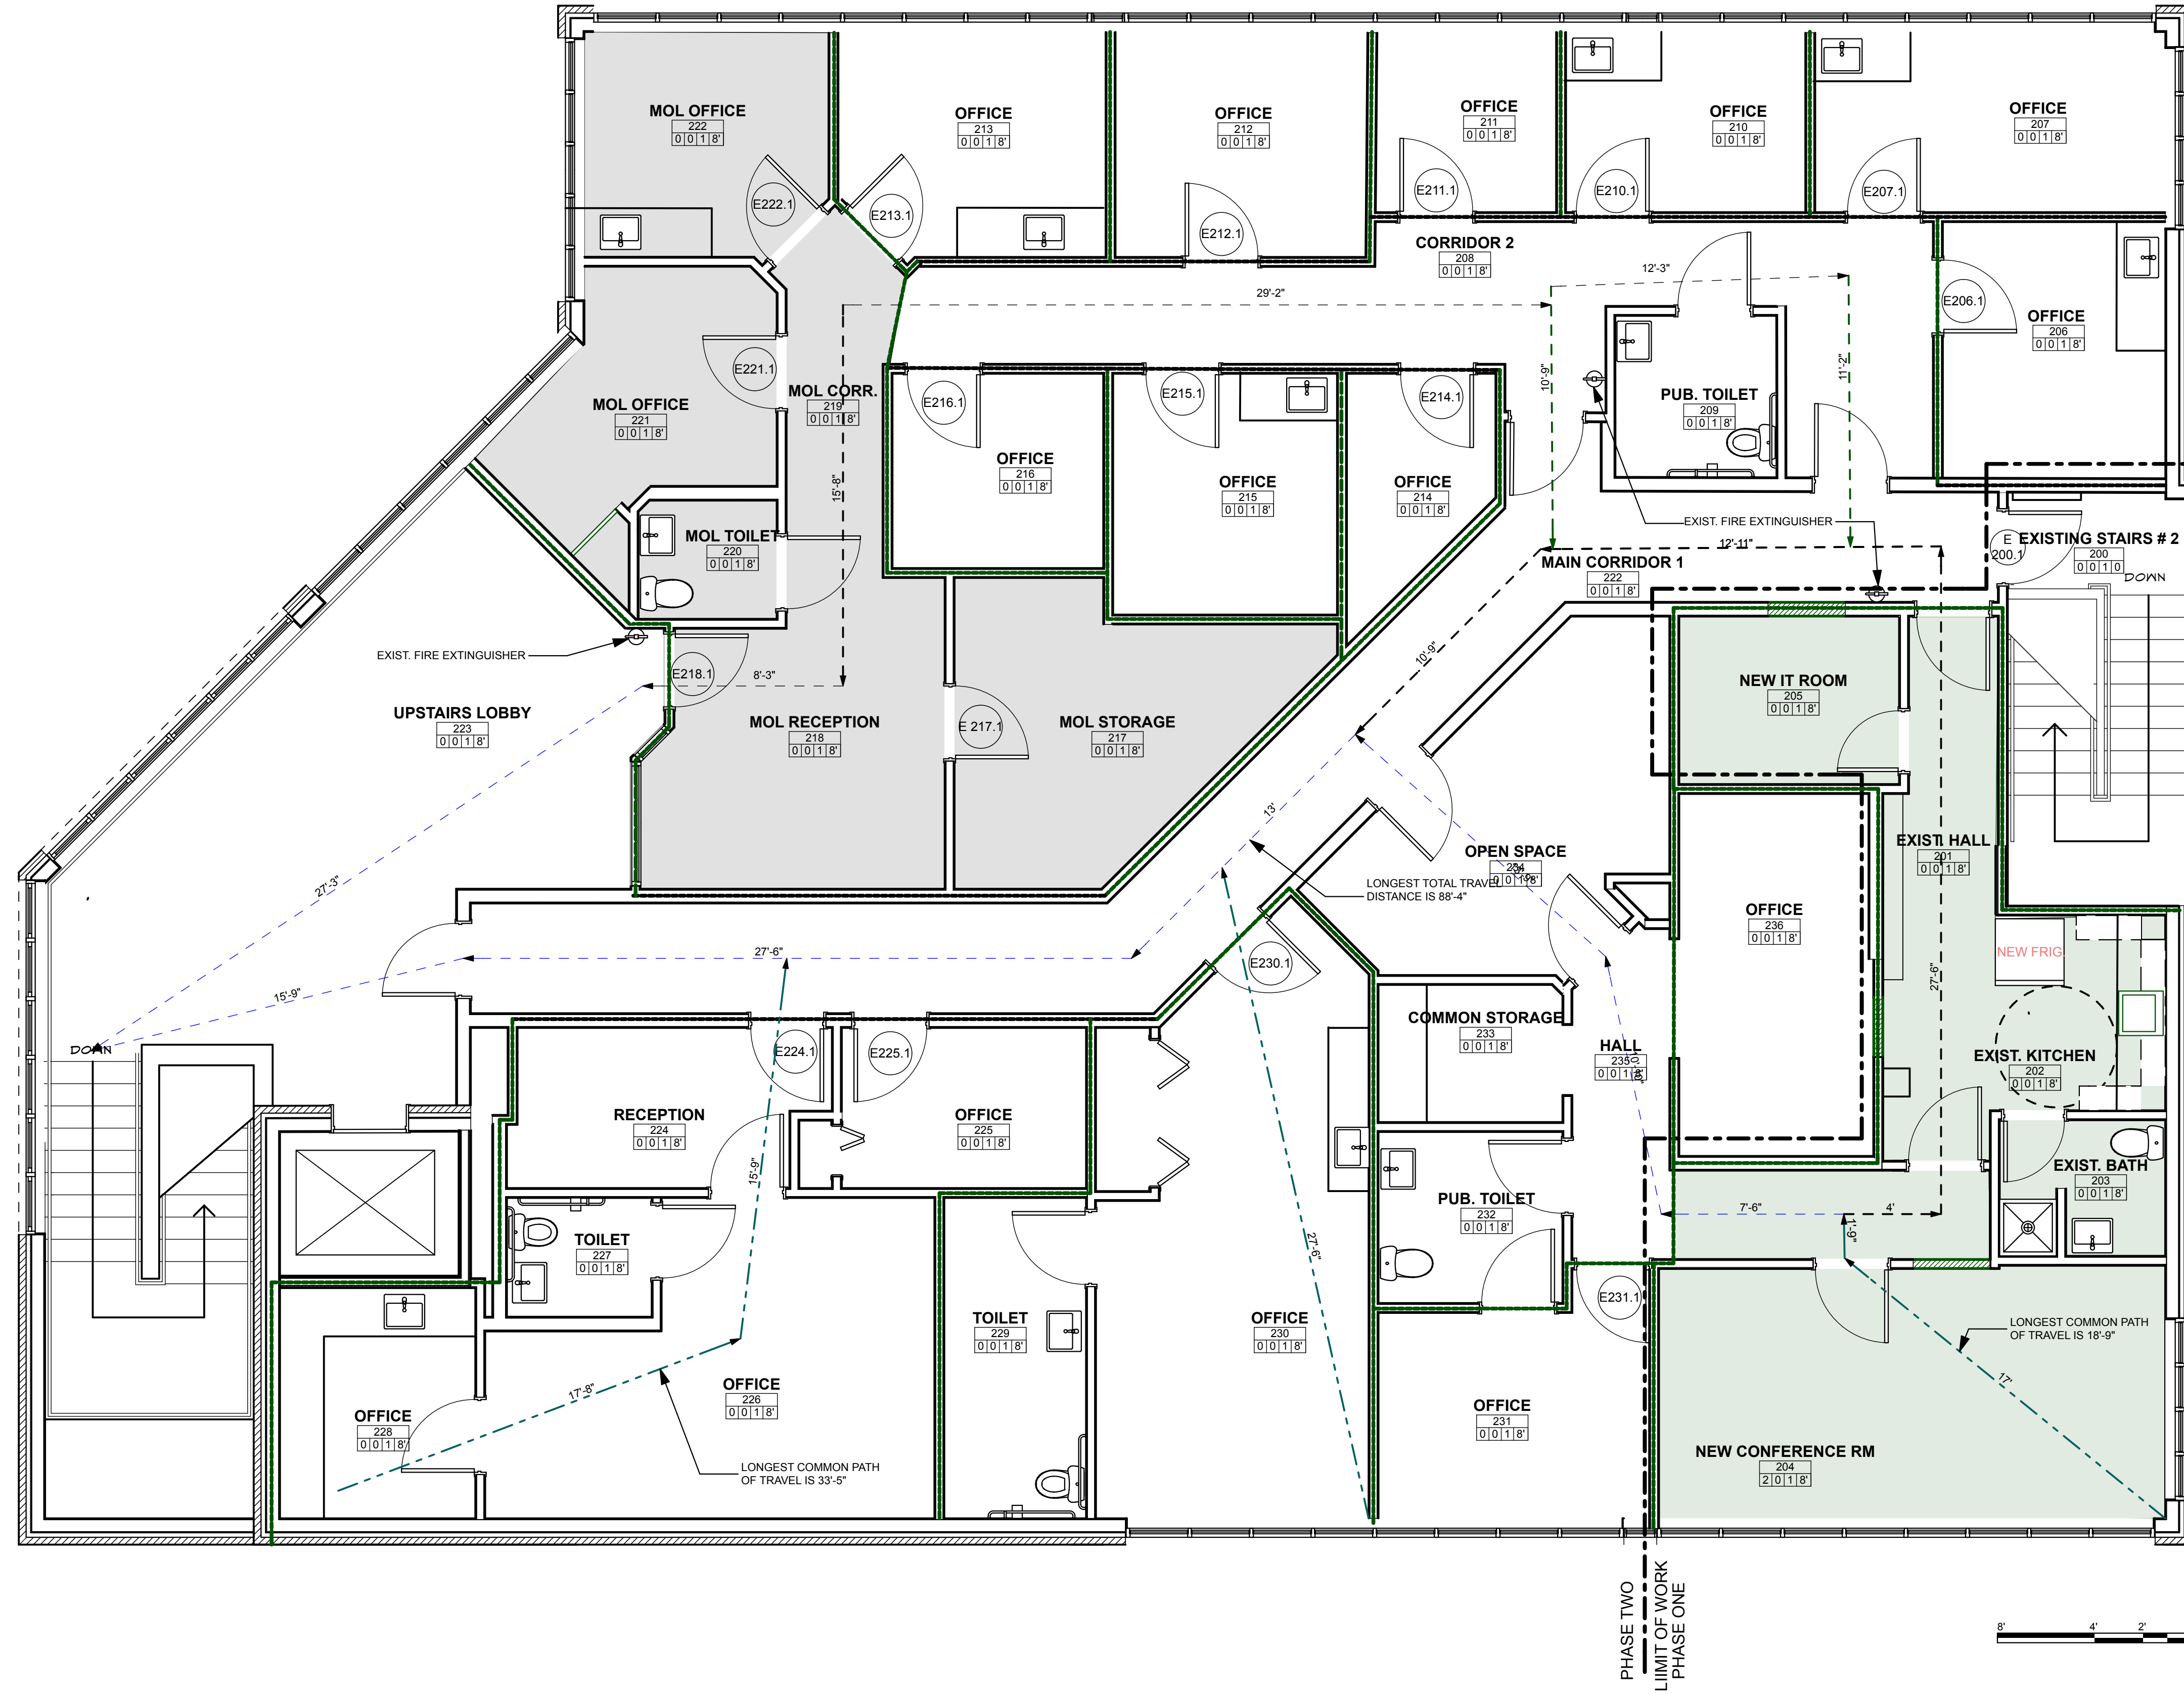 MOL OFFICE
222
0 0 1 8'
OFFICE
213
0 0 1 8'
OFFICE
212
0 0 1 8'
OFFICE
211
0 0 1 8'
OFFICE
210
0 0 1 8'
OFFICE
207
0 0 1 8'
E222.1
E213.1
E212.1
E211.1
E210.1
E207.1
CORRIDOR 2
208
0 0 1 8'
12'-3"
29'-2"
E206.1
OFFICE
206
0 0 1 8'
E221.1
MOL CORR.
219
0 0 1 8'
MOL OFFICE
221
0 0 1 8'
E216.1
E215.1
E214.1
10'-9"
11'-2"
PUB. TOILET
209
0 0 1 8'
OFFICE
216
0 0 1 8'
OFFICE
215
0 0 1 8'
OFFICE
214
0 0 1 8'
15'-8"
EXIST. FIRE EXTINGUISHER
MOL TOILET
220
0 0 1 8'
12'-11"
MAIN CORRIDOR 1
222
0 0 1 8'
E
200.1
EXISTING STAIRS # 2
200
0 0 1 0
DOWN
EXIST. FIRE EXTINGUISHER
E218.1
8'-3"
10'-9"
NEW IT ROOM
205
0 0 1 8'
UPSTAIRS LOBBY
223
0 0 1 8'
MOL RECEPTION
218
0 0 1 8'
E 217.1
MOL STORAGE
217
0 0 1 8'
13'
OPEN SPACE
234
0 0 1 8'
EXIST. HALL
201
0 0 1 8'
LONGEST TOTAL TRAVEL
DISTANCE IS 88'-4"
27'-3"
OFFICE
236
0 0 1 8'
27'-6"
E230.1
NEW FRIG
27'-6"
15'-9"
DOWN
COMMON STORAGE
233
0 0 1 8'
HALL
235
0 0 1 8'
10'-10"
EXIST. KITCHEN
202
0 0 1 8'
E224.1
E225.1
RECEPTION
224
0 0 1 8'
OFFICE
225
0 0 1 8'
15'-9"
EXIST. BATH
203
0 0 1 8'
PUB. TOILET
232
0 0 1 8'
7'-6"
4'
1'-9"
TOILET
227
0 0 1 8'
27'-6"
E231.1
TOILET
229
0 0 1 8'
OFFICE
230
0 0 1 8'
LONGEST COMMON PATH
OF TRAVEL IS 18'-9"
17'
OFFICE
226
0 0 1 8'
17'-8"
OFFICE
228
0 0 1 8'
OFFICE
231
0 0 1 8'
NEW CONFERENCE RM
204
2 0 1 8'
LONGEST COMMON PATH
OF TRAVEL IS 33'-5"
PHASE TWO
LIIMIT OF WORK
PHASE ONE
8'
4'
2'